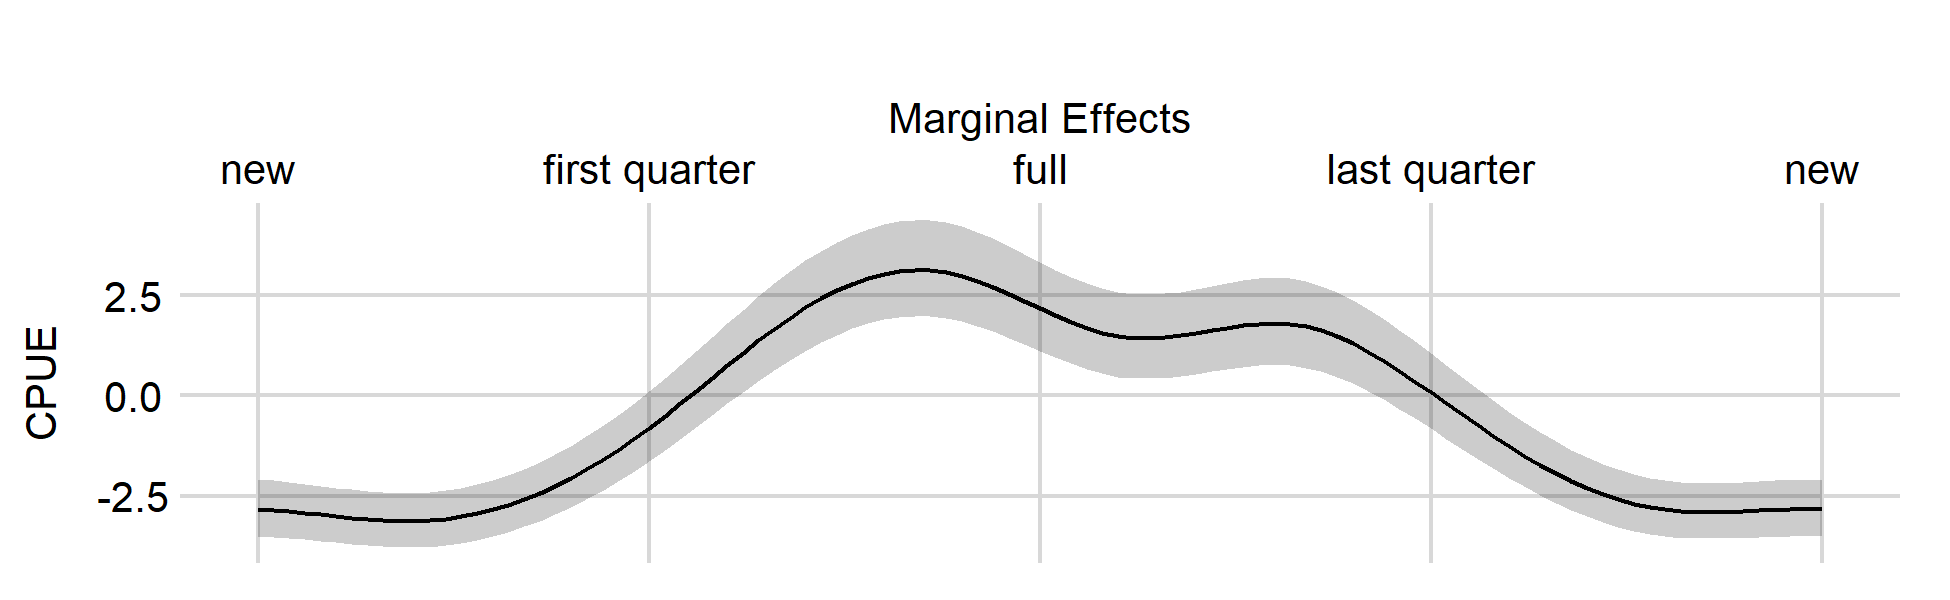 Marginal Effects
new first quarter full last quarter new
2.5
0.0
-2.5
CPUE